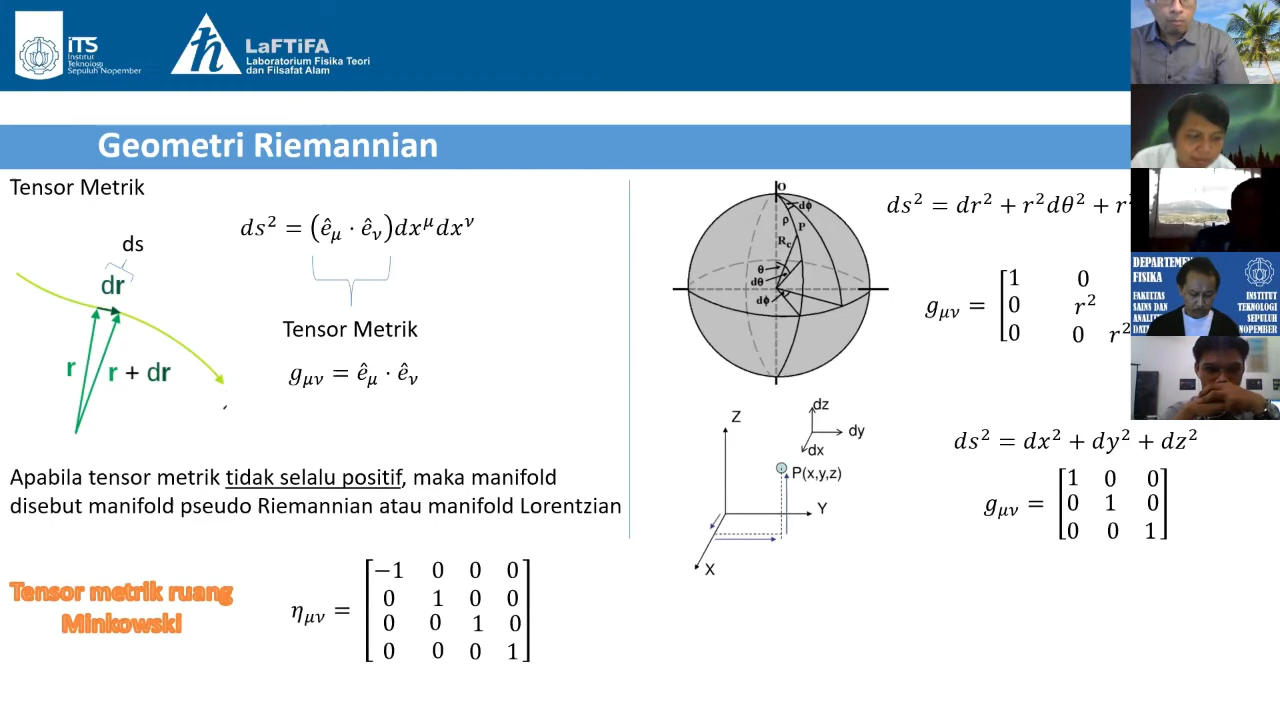 iTS
Institut
Teknologi
Sepuluh Nopember
ħ
LaFTiFA
Laboratorium Fisika Teori
dan Filsafat Alam
Geometri Riemannian
Tensor Metrik
ds² = (ê_μ · ê_ν)dx^μ dx^ν
ds
dr
r
r + dr
Tensor Metrik
g_μν = ê_μ · ê_ν
Apabila tensor metrik tidak selalu positif, maka manifold
disebut manifold pseudo Riemannian atau manifold Lorentzian
Tensor metrik ruang
Minkowski
η_μν =
−1 0 0 0
0 1 0 0
0 0 1 0
0 0 0 1
O
dϕ
ρ
P
R_c
θ
dθ
dϕ
ds² = dr² + r²dθ² + r²
g_μν =
1 0
0 r²
0 0 r²
Z
dz
dy
dx
P(x,y,z)
Y
X
ds² = dx² + dy² + dz²
g_μν =
1 0 0
0 1 0
0 0 1
DEPARTEMEN
FISIKA
FAKULTAS
SAINS DAN
INSTITUT
TEKNOLOGI
SEPULUH
NOPEMBER